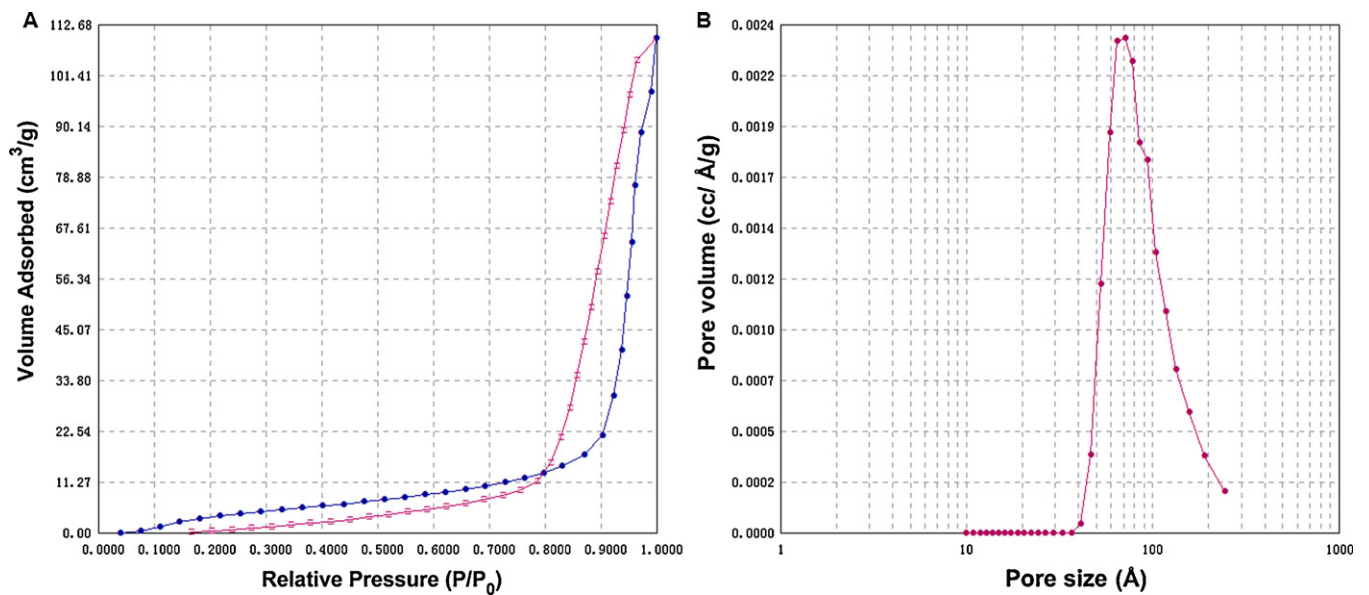 A
Volume Adsorbed (cm³/g)
112.68
101.41
90.14
78.88
67.61
56.34
45.07
33.80
22.54
11.27
0.00
0.0000 0.1000 0.2000 0.3000 0.4000 0.5000 0.6000 0.7000 0.8000 0.9000 1.0000
Relative Pressure (P/P₀)
B
Pore volume (cc/ Å/g)
0.0024
0.0022
0.0019
0.0017
0.0014
0.0012
0.0010
0.0007
0.0005
0.0002
0.0000
1 10 100 1000
Pore size (Å)